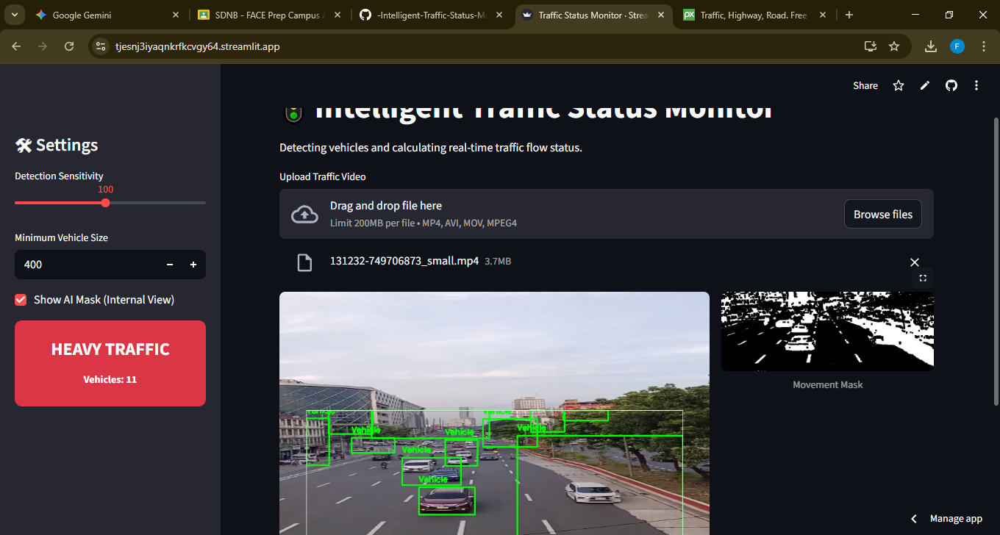 Google Gemini
SDNB - FACE Prep Campus
-Intelligent-Traffic-Status-M
Traffic Status Monitor · Strea
PX
Traffic, Highway, Road. Free
tjesnj3iyaqnkrfkcvgy64.streamlit.app
F
Share
Intelligent Traffic Status Monitor
Settings
Detecting vehicles and calculating real-time traffic flow status.
Detection Sensitivity
100
Upload Traffic Video
Drag and drop file here
Limit 200MB per file • MP4, AVI, MOV, MPEG4
Browse files
Minimum Vehicle Size
400
131232-749706873_small.mp4 3.7MB
Show AI Mask (Internal View)
HEAVY TRAFFIC
Vehicles: 11
Movement Mask
Vehicle
Vehicle
Vehicle
Vehicle
Vehicle
Vehicle
Vehicle
Manage app